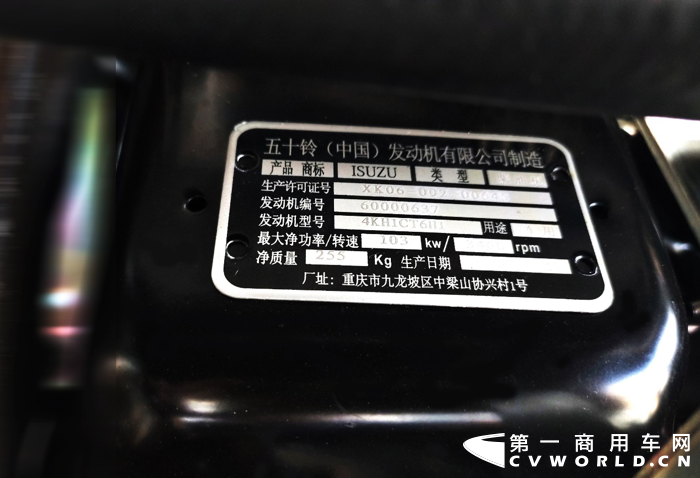 五十铃（中国）发动机有限公司制造
产品 商标 ISUZU 类 型
生产许可证号 XK06-002-00
发动机编号 60000637
发动机型号 4KH1CT6H1 用途
最大净功率/转速 103 kw/ rpm
净质量 255 Kg 生产日期
厂址：重庆市九龙坡区中梁山协兴村1号
第一商用车网
CVWORLD.CN